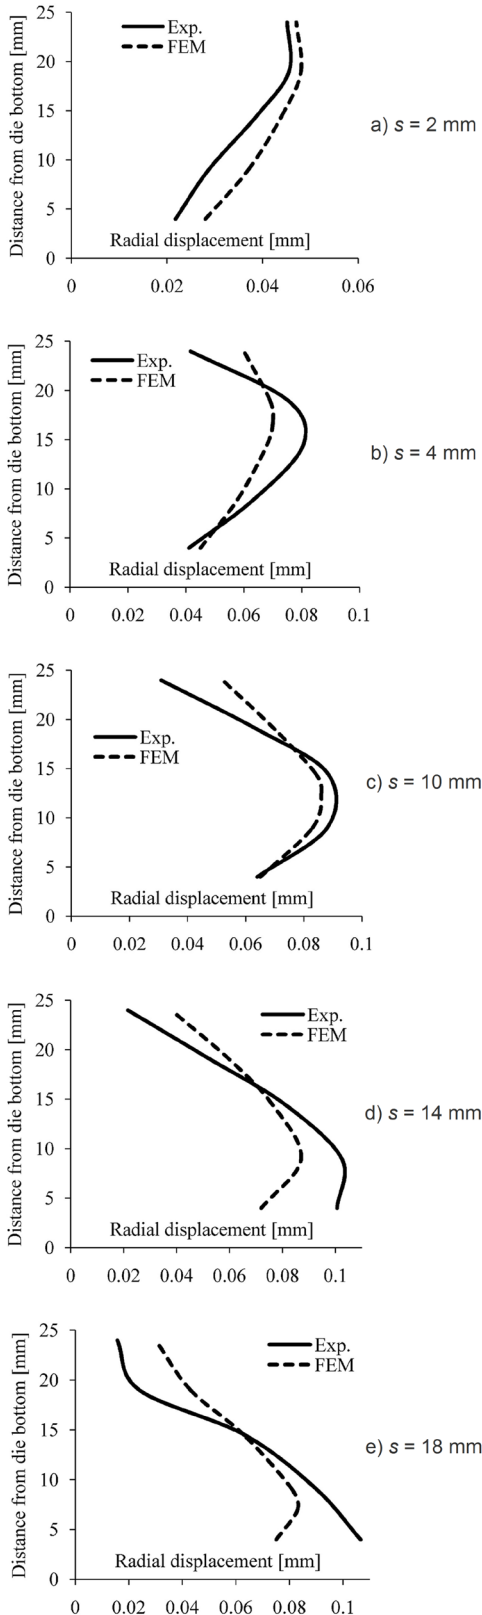 Distance from die bottom [mm]
25
20
15
10
5
0
Exp.
FEM
a) s = 2 mm
Radial displacement [mm]
0 0.02 0.04 0.06
Distance from die bottom [mm]
25
20
15
10
5
0
Exp.
FEM
b) s = 4 mm
Radial displacement [mm]
0 0.02 0.04 0.06 0.08 0.1
Distance from die bottom [mm]
25
20
15
10
5
0
Exp.
FEM
c) s = 10 mm
Radial displacement [mm]
0 0.02 0.04 0.06 0.08 0.1
Distance from die bottom [mm]
25
20
15
10
5
0
Exp.
FEM
d) s = 14 mm
Radial displacement [mm]
0 0.02 0.04 0.06 0.08 0.1
Distance from die bottom [mm]
25
20
15
10
5
0
Exp.
FEM
e) s = 18 mm
Radial displacement [mm]
0 0.02 0.04 0.06 0.08 0.1